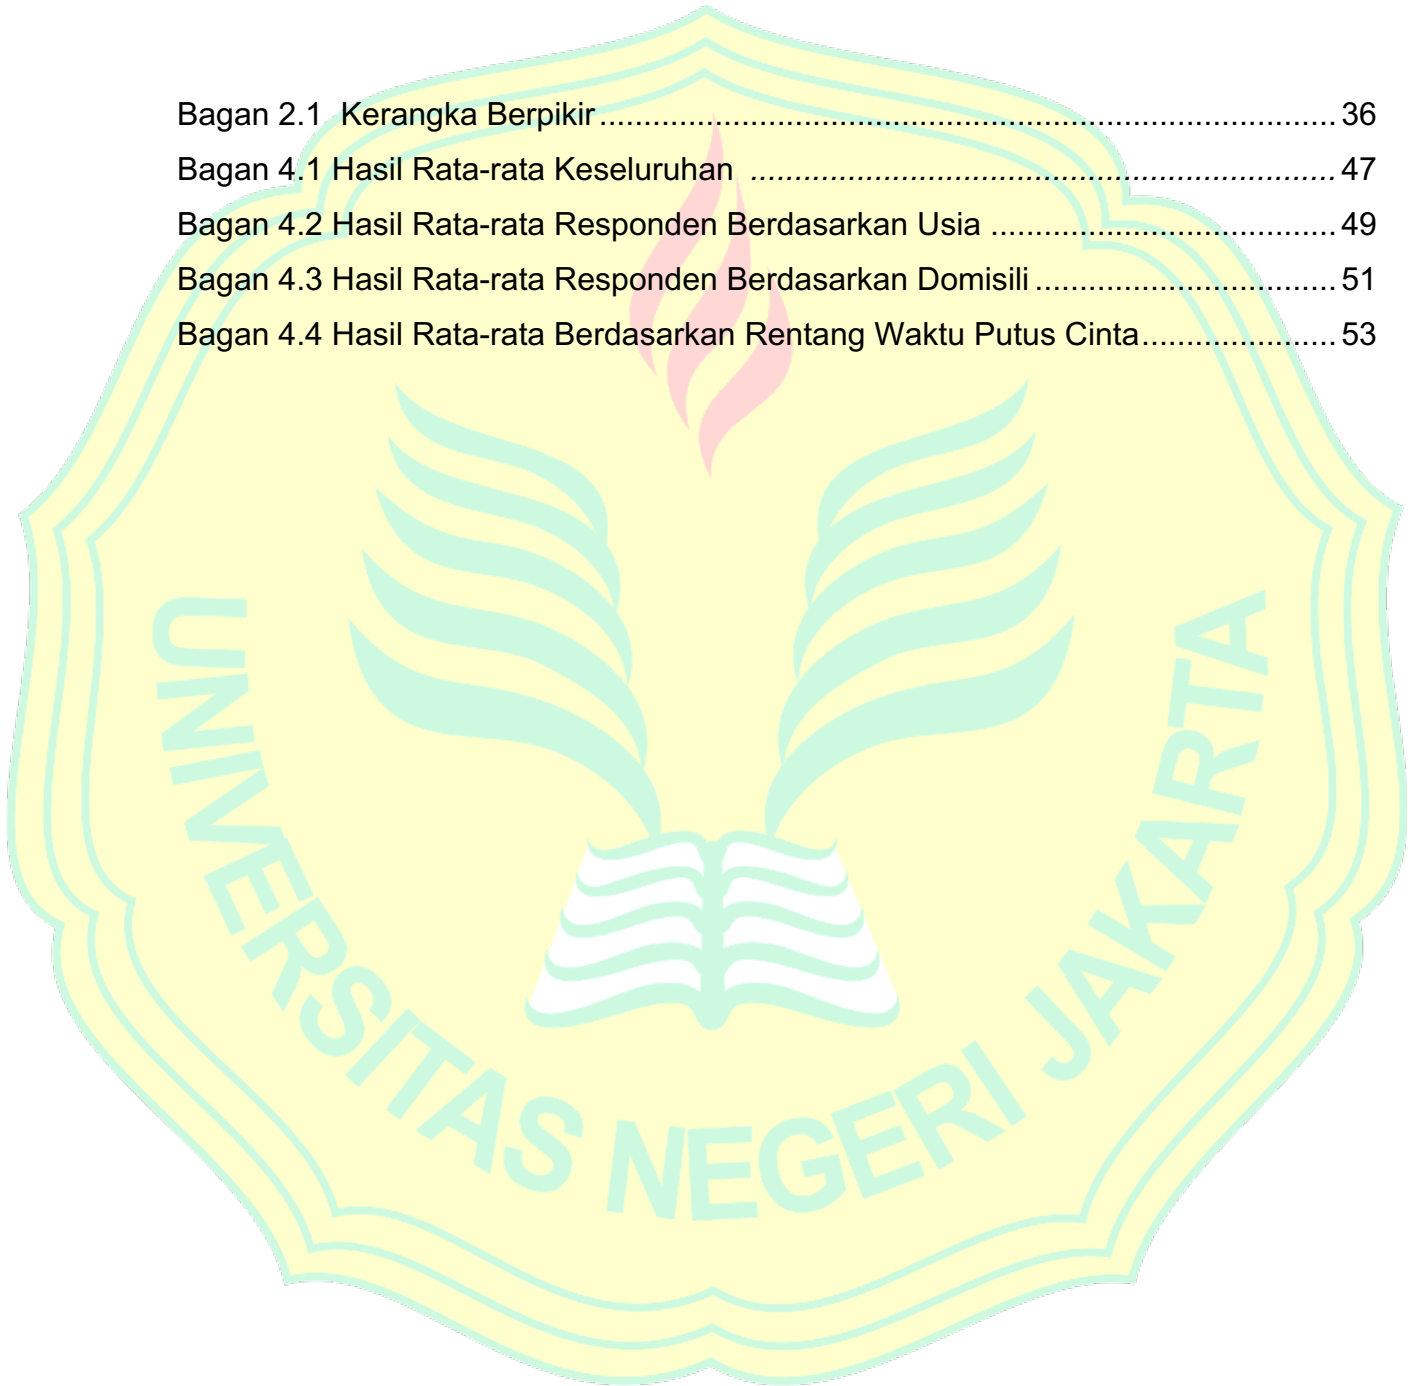 Bagan 2.1  Kerangka Berpikir.................................................................................. 36
Bagan 4.1 Hasil Rata-rata Keseluruhan  .................................................................. 47
Bagan 4.2 Hasil Rata-rata Responden Berdasarkan Usia ....................................... 49
Bagan 4.3 Hasil Rata-rata Responden Berdasarkan Domisili .................................. 51
Bagan 4.4 Hasil Rata-rata Berdasarkan Rentang Waktu Putus Cinta...................... 53
UNIVERSITAS NEGERI JAKARTA